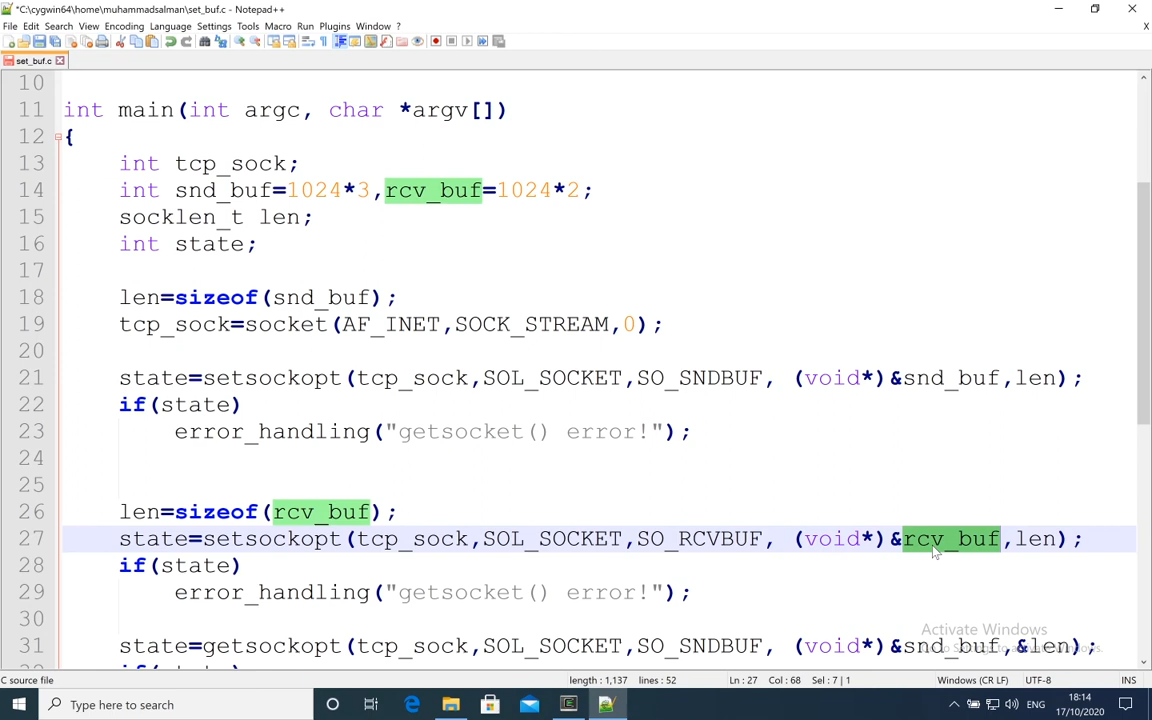 *C:\cygwin64\home\muhammadsalman\set_buf.c - Notepad++
File Edit Search View Encoding Language Settings Tools Macro Run Plugins Window ?
X
set_buf.c
10
11 int main(int argc, char *argv[])
12 {
13 int tcp_sock;
14 int snd_buf=1024*3,rcv_buf=1024*2;
15 socklen_t len;
16 int state;
17
18 len=sizeof(snd_buf);
19 tcp_sock=socket(AF_INET,SOCK_STREAM,0);
20
21 state=setsockopt(tcp_sock,SOL_SOCKET,SO_SNDBUF, (void*)&snd_buf,len);
22 if(state)
23 error_handling("getsocket() error!");
24
25
26 len=sizeof(rcv_buf);
27 state=setsockopt(tcp_sock,SOL_SOCKET,SO_RCVBUF, (void*)&rcv_buf,len);
28 if(state)
29 error_handling("getsocket() error!");
30
Activate Windows
31 state=getsockopt(tcp_sock,SOL_SOCKET,SO_SNDBUF, (void*)&snd_buf,&len);
C source file length : 1,137 lines : 52 Ln : 27 Col : 68 Sel : 7 | 1 Windows (CR LF) UTF-8 INS
Type here to search
ENG
18:14
17/10/2020